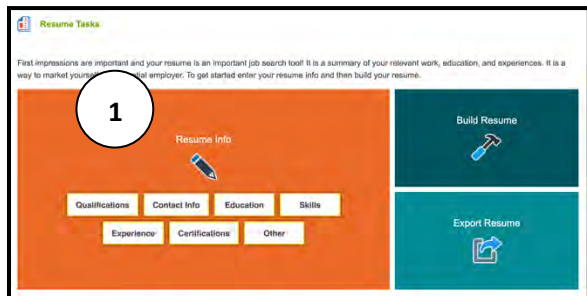 Resume Tasks
First impressions are important and your resume is an important job search tool! It is a summary of your relevant work, education, and experiences. It is a
way to market yoursel ntial employer. To get started enter your resume info and then build your resume.
1
Resume Info
Qualifications Contact Info Education Skills
Experience Certifications Other
Build Resume
Export Resume